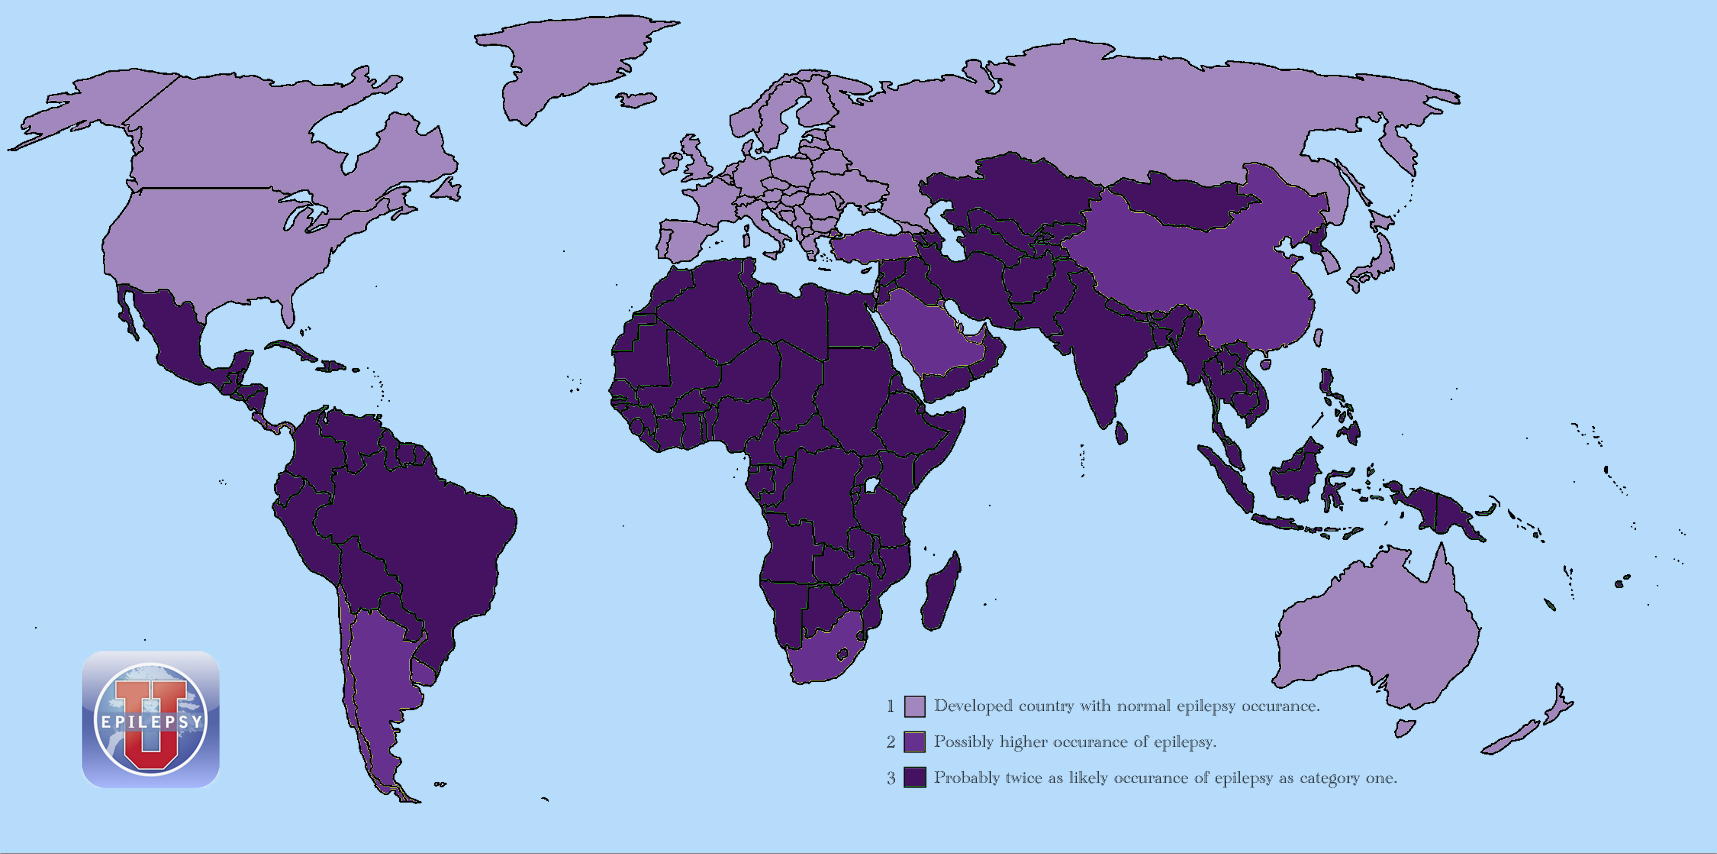 1 Developed country with normal epilepsy occurance.
2 Possibly higher occurance of epilepsy.
3 Probably twice as likely occurance of epilepsy as category one.
U
EPILEPSY